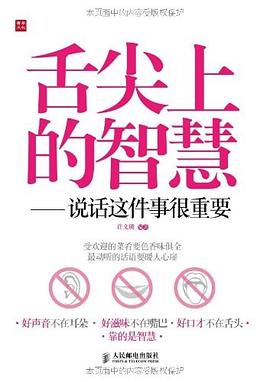 本页面中的内容版权受保护
舌尖上
的智慧
——说话这件事很重要
编著
受欢迎的菜肴要色香味俱全
最动听的话语要暖人心扉
·好声音不在耳朵 ·好滋味不在嘴巴 ·好口才不在舌头
·靠的是智慧·
人民邮电出版社
本页面中的内容版权受保护